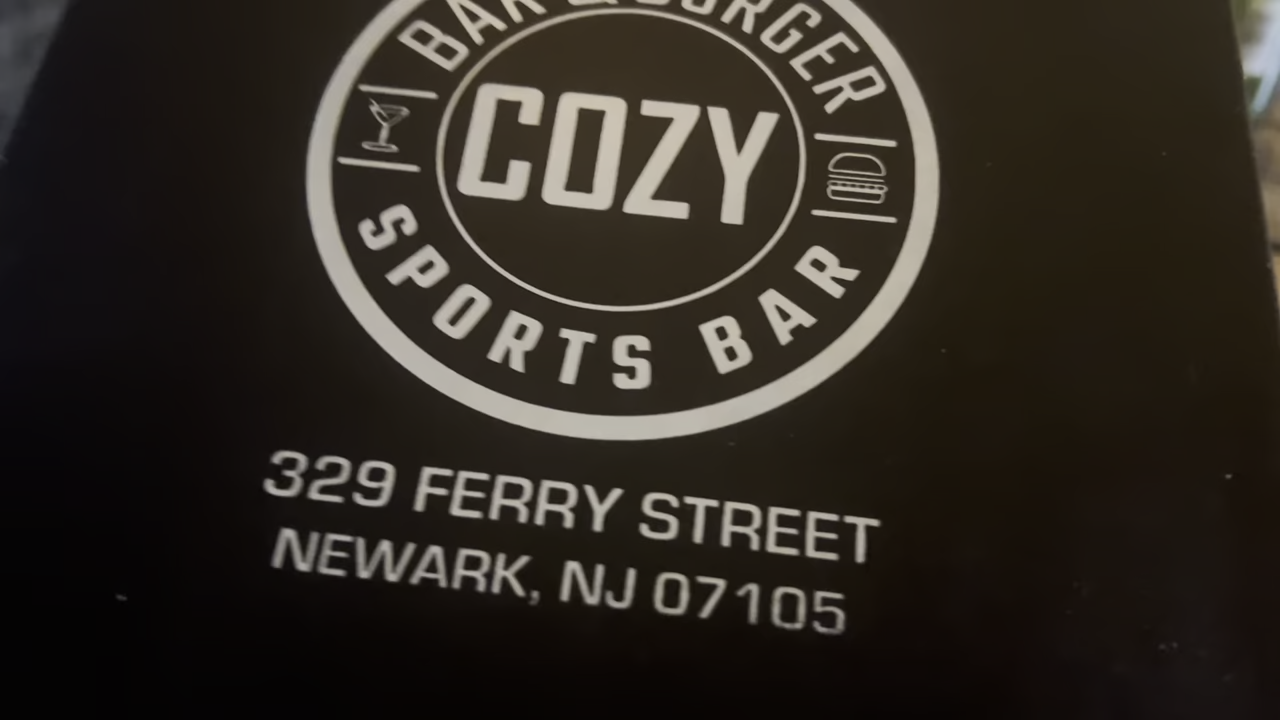 BAR & BURGER
COZY
SPORTS BAR
329 FERRY STREET
NEWARK, NJ 07105